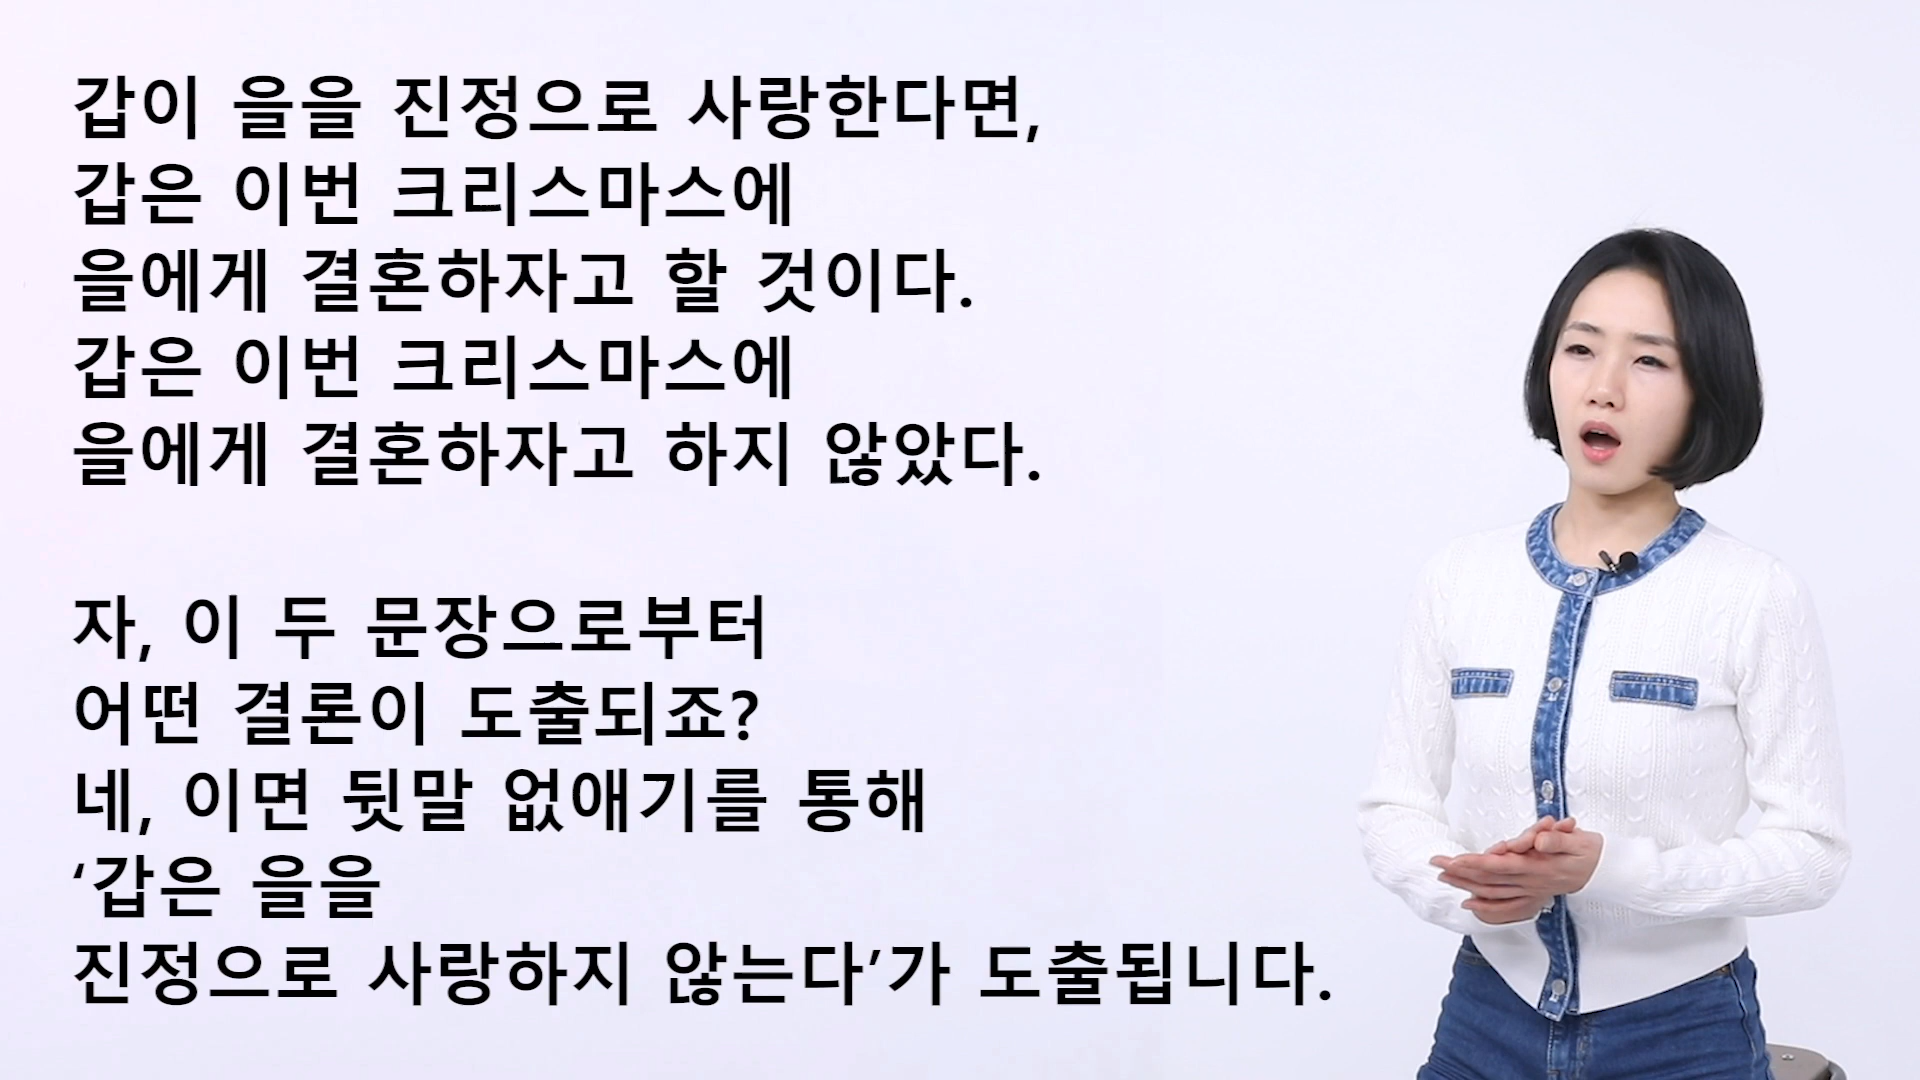 갑이 을을 진정으로 사랑한다면,
갑은 이번 크리스마스에
을에게 결혼하자고 할 것이다.
갑은 이번 크리스마스에
을에게 결혼하자고 하지 않았다.
자, 이 두 문장으로부터
어떤 결론이 도출되죠?
네, 이면 뒷말 없애기를 통해
‘갑은 을을
진정으로 사랑하지 않는다’가 도출됩니다.